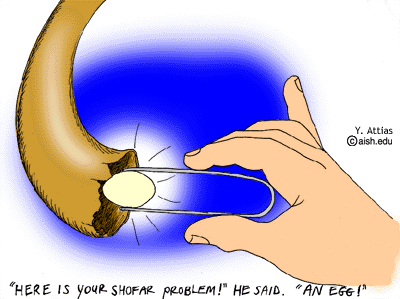 Y. Attias
©aish.edu
"HERE IS YOUR SHOFAR PROBLEM!" HE SAID. "AN EGG!"